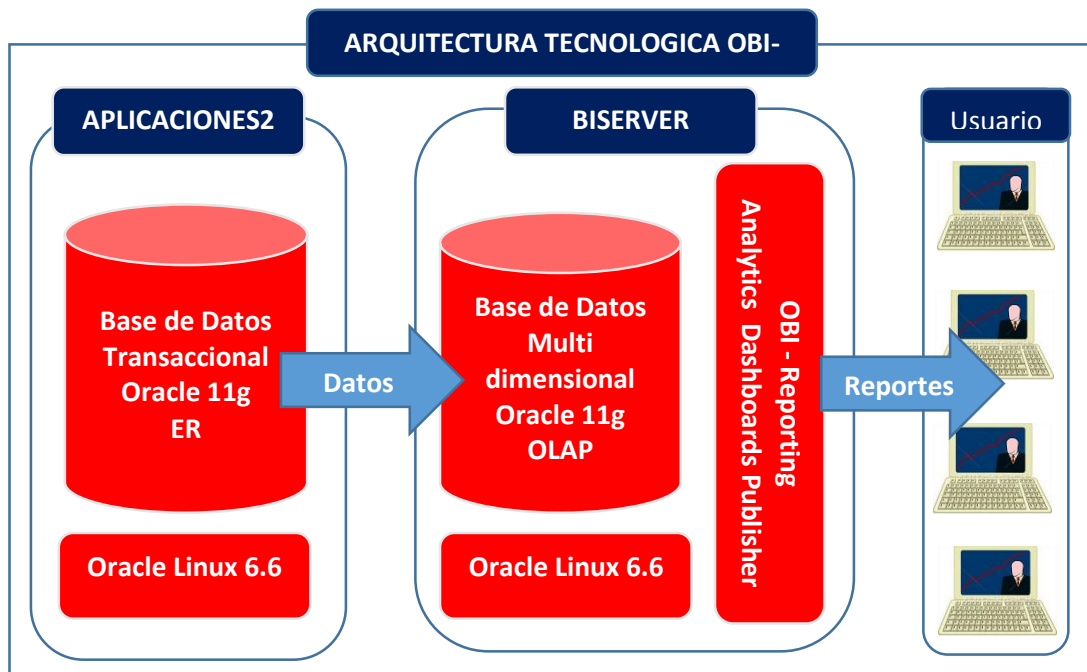 ARQUITECTURA TECNOLOGICA OBI-
APLICACIONES2
Base de Datos
Transaccional
Oracle 11g
ER
Oracle Linux 6.6
Datos
BISERVER
Base de Datos
Multi
dimensional
Oracle 11g
OLAP
Oracle Linux 6.6
OBI - Reporting
Analytics Dashboards Publisher
Reportes
Usuario